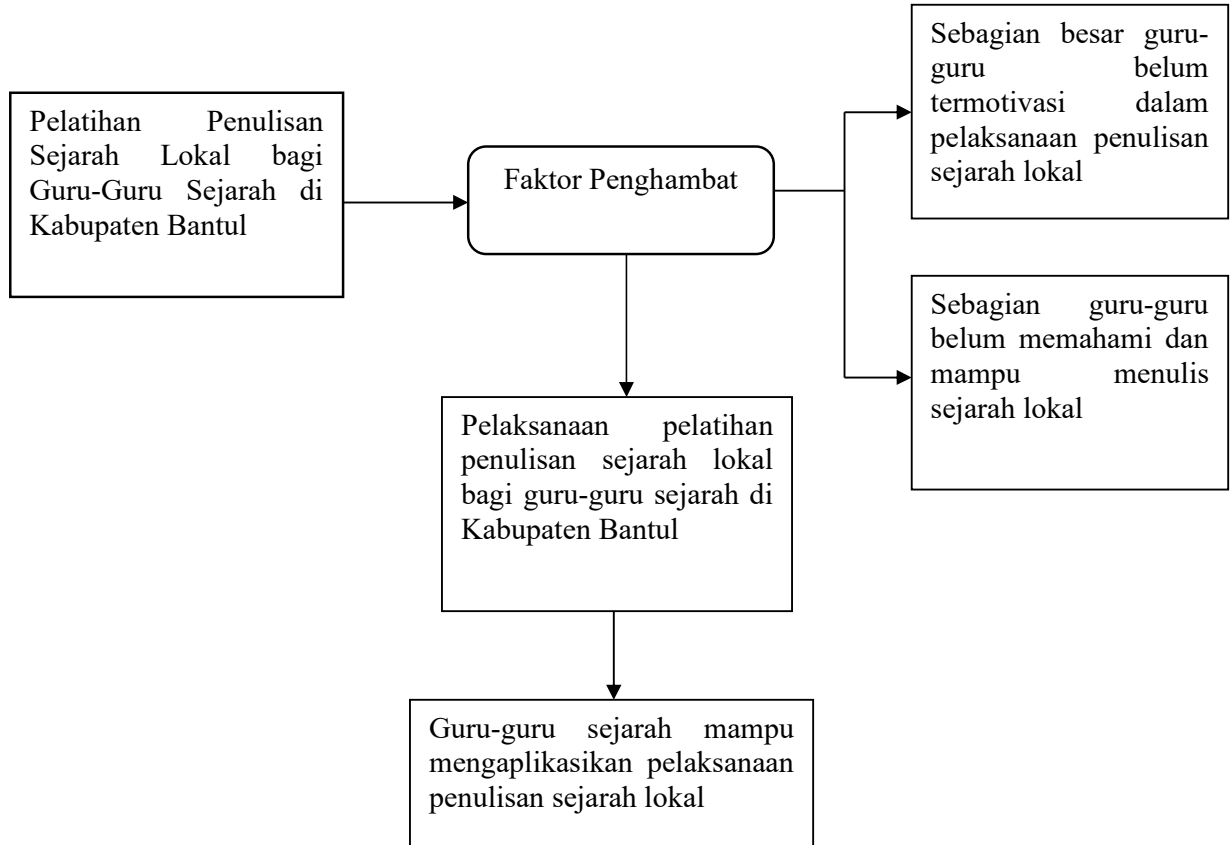 Pelatihan Penulisan
Sejarah Lokal bagi
Guru-Guru Sejarah di
Kabupaten Bantul
Faktor Penghambat
Sebagian besar guru-
guru belum
termotivasi dalam
pelaksanaan penulisan
sejarah lokal
Sebagian guru-guru
belum memahami dan
mampu menulis
sejarah lokal
Pelaksanaan pelatihan
penulisan sejarah lokal
bagi guru-guru sejarah di
Kabupaten Bantul
Guru-guru sejarah mampu
mengaplikasikan pelaksanaan
penulisan sejarah lokal